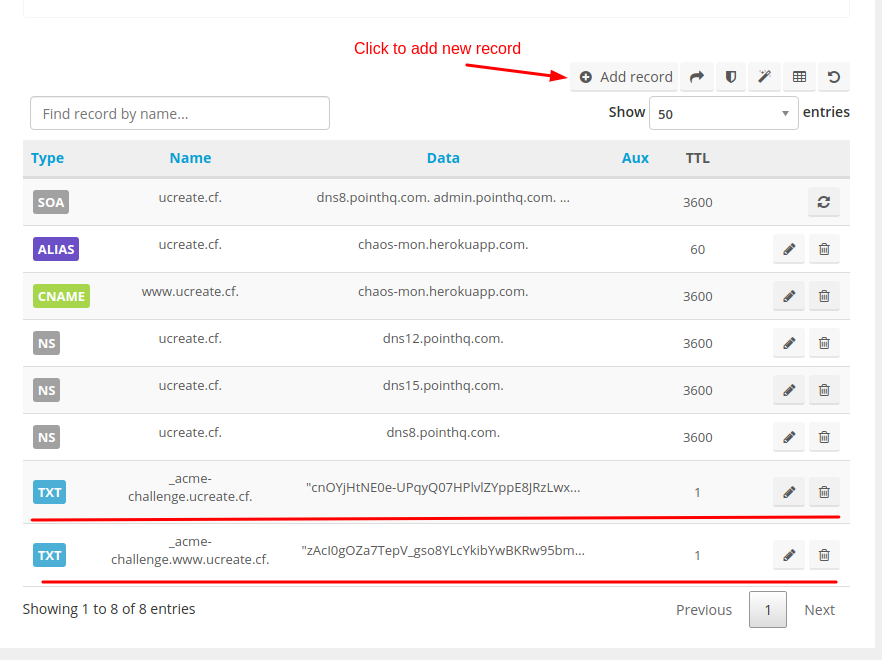 Click to add new record
Add record
Find record by name...
Show 50 entries
Type Name Data Aux TTL
SOA ucreate.cf. dns8.pointhq.com. admin.pointhq.com. ... 3600
ALIAS ucreate.cf. chaos-mon.herokuapp.com. 60
CNAME www.ucreate.cf. chaos-mon.herokuapp.com. 3600
NS ucreate.cf. dns12.pointhq.com. 3600
NS ucreate.cf. dns15.pointhq.com. 3600
NS ucreate.cf. dns8.pointhq.com. 3600
_acme-
TXT challenge.ucreate.cf. "cnOYjHtNE0e-UPqyQ07HPlvlZYppE8JRzLwx... 1
_acme-
TXT challenge.www.ucreate.cf. "zAcI0gOZa7TepV_gso8YLcYkibYwBKRw95bm... 1
Showing 1 to 8 of 8 entries
Previous 1 Next